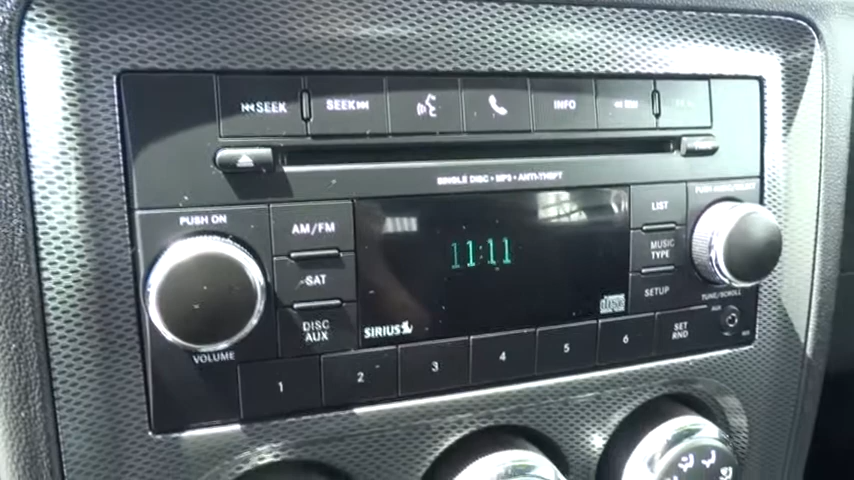 ⏮SEEK SEEK⏭ INFO
SINGLE DISC • MP3 • ANTI-THEFT
PUSH ON
AM/FM
SAT
DISC
AUX
VOLUME
11:11
SIRIUS
LIST
MUSIC
TYPE
SETUP
PUSH AUDIO/SELECT
TUNE/SCROLL
AUX
1 2 3 4 5 6
SET
RND